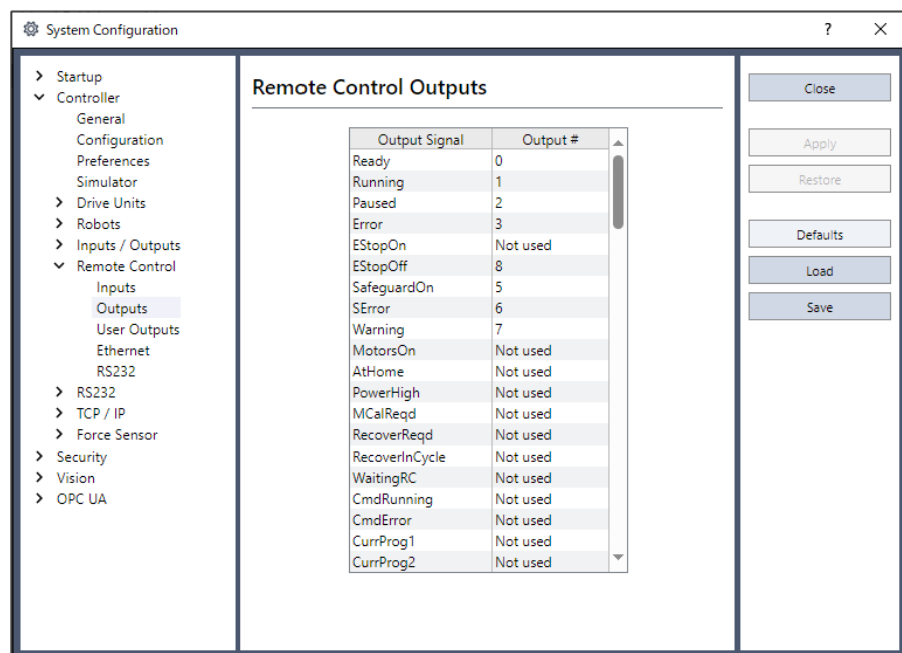 System Configuration
?
Startup
Controller
General
Configuration
Preferences
Simulator
Drive Units
Robots
Inputs / Outputs
Remote Control
Inputs
Outputs
User Outputs
Ethernet
RS232
RS232
TCP / IP
Force Sensor
Security
Vision
OPC UA
Remote Control Outputs
Output Signal Output #
Ready 0
Running 1
Paused 2
Error 3
EStopOn Not used
EStopOff 8
SafeguardOn 5
SError 6
Warning 7
MotorsOn Not used
AtHome Not used
PowerHigh Not used
MCalReqd Not used
RecoverReqd Not used
RecoverInCycle Not used
WaitingRC Not used
CmdRunning Not used
CmdError Not used
CurrProg1 Not used
CurrProg2 Not used
Close
Apply
Restore
Defaults
Load
Save